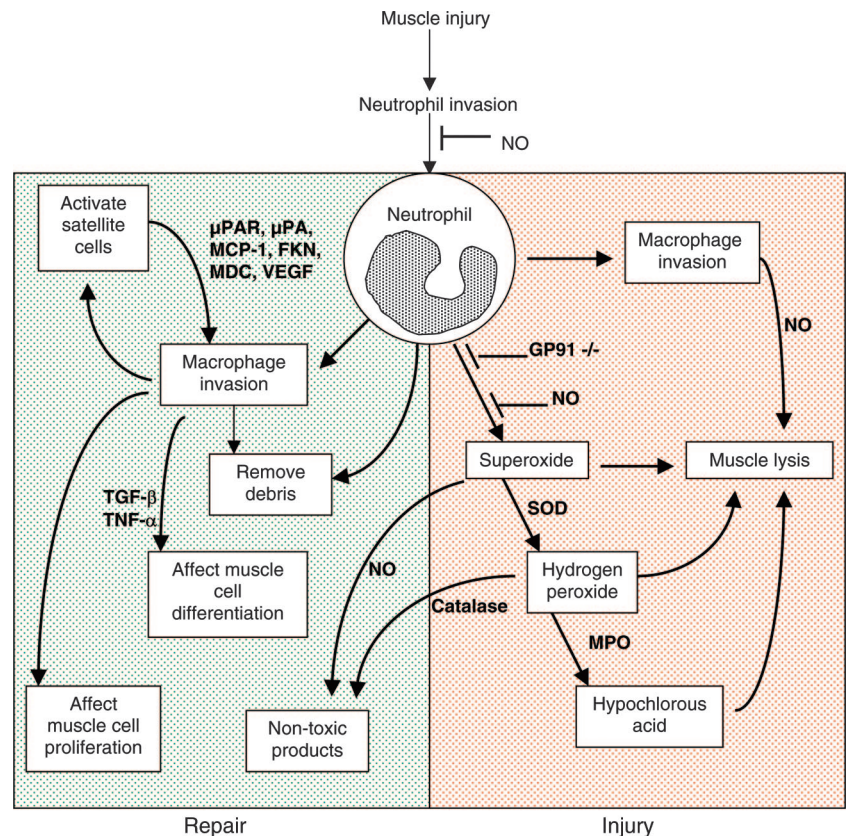 Muscle injury
Neutrophil invasion
NO
Activate
satellite
cells
µPAR, µPA,
MCP-1, FKN,
MDC, VEGF
Neutrophil
Macrophage
invasion
NO
GP91 -/-
Macrophage
invasion
NO
Remove
debris
Superoxide
Muscle lysis
TGF-β
TNF-α
SOD
Affect muscle
cell
differentiation
NO
Hydrogen
peroxide
Catalase
MPO
Affect
muscle cell
proliferation
Non-toxic
products
Hypochlorous
acid
Repair
Injury